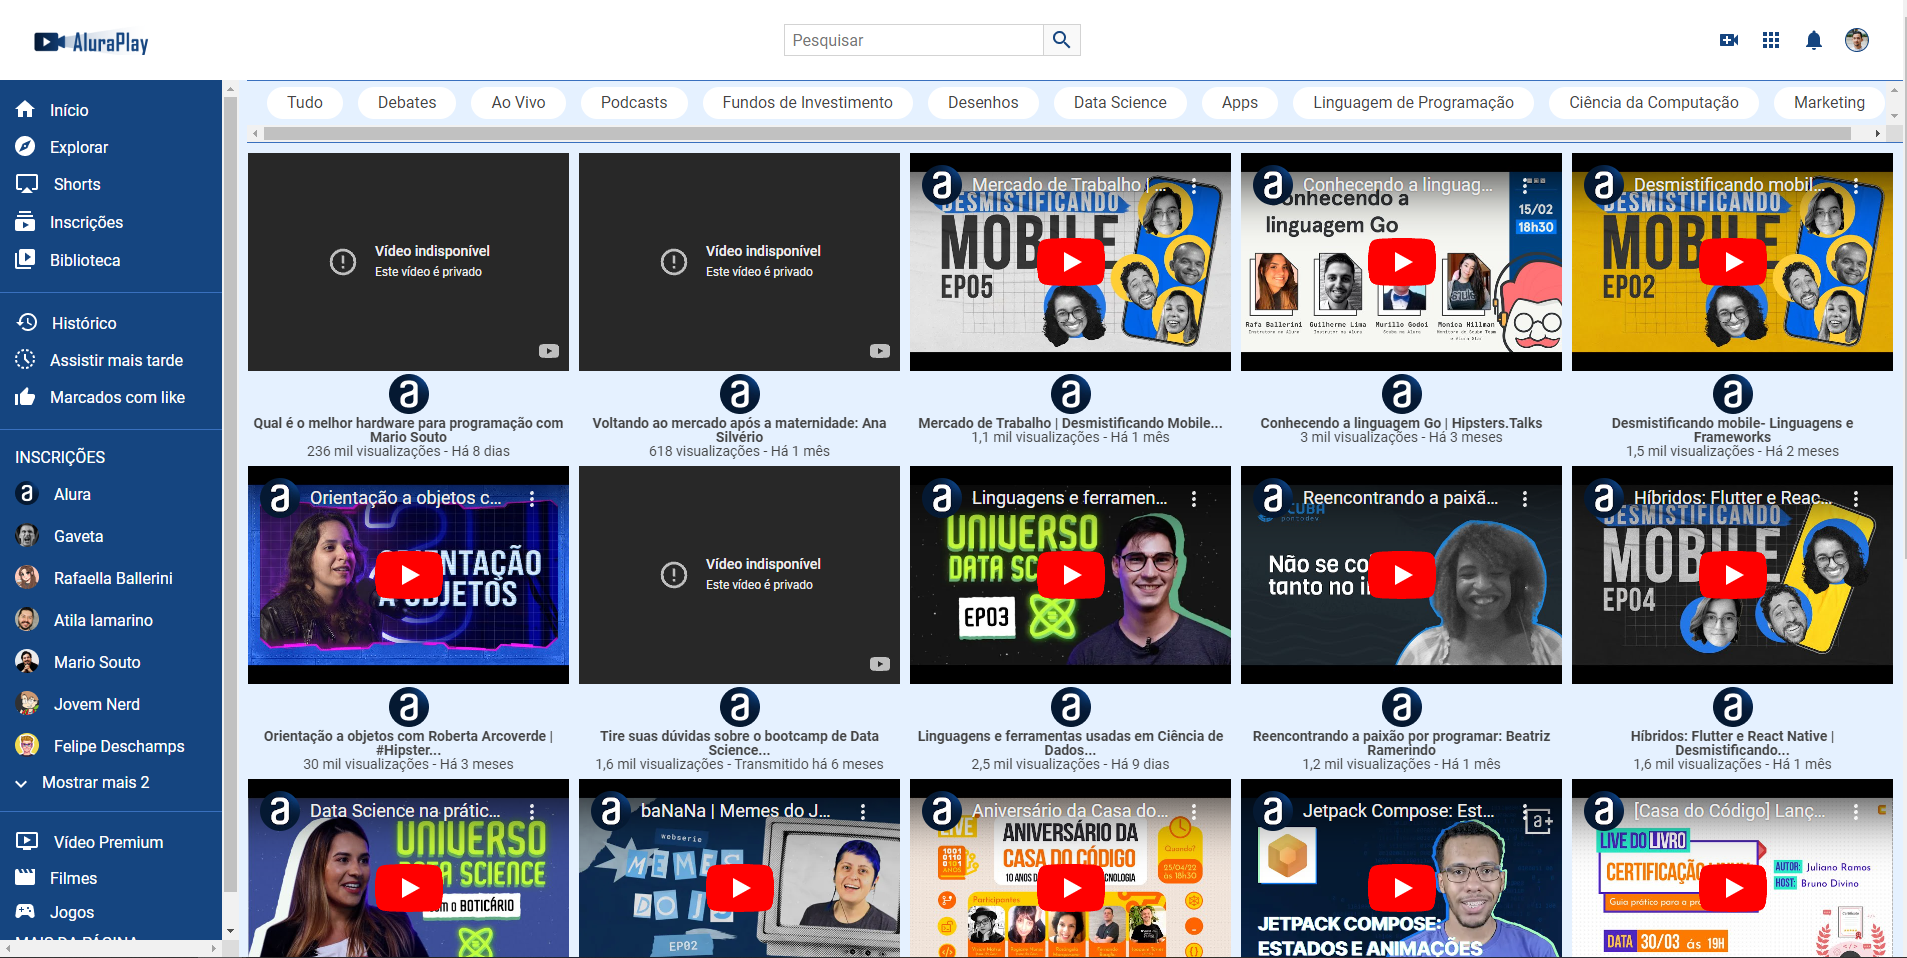 AluraPlay
Pesquisar
Início
Explorar
Shorts
Inscrições
Biblioteca
Histórico
Assistir mais tarde
Marcados com like
INSCRIÇÕES
Alura
Gaveta
Rafaella Ballerini
Atila Iamarino
Mario Souto
Jovem Nerd
Felipe Deschamps
Mostrar mais 2
Vídeo Premium
Filmes
Jogos
MAIS DA PÁGINA
Tudo
Debates
Ao Vivo
Podcasts
Fundos de Investimento
Desenhos
Data Science
Apps
Linguagem de Programação
Ciência da Computação
Marketing
Vídeo indisponível
Este vídeo é privado
Qual é o melhor hardware para programação com
Mario Souto
236 mil visualizações - Há 8 dias
Vídeo indisponível
Este vídeo é privado
Voltando ao mercado após a maternidade: Ana
Silvério
618 visualizações - Há 1 mês
Mercado de Trabalho | ...
DESMISTIFICANDO
MOBILE
EP05
Mercado de Trabalho | Desmistificando Mobile...
1,1 mil visualizações - Há 1 mês
Conhecendo a linguag...
Conhecendo a
linguagem Go
15/02
18h30
Rafa Ballerini
Guilherme Lima
Murillo Godoi
Monica Hillman
Conhecendo a linguagem Go | Hipsters.Talks
3 mil visualizações - Há 3 meses
Desmistificando mobil...
DESMISTIFICANDO
MOBILE
EP02
Desmistificando mobile- Linguagens e
Frameworks
1,5 mil visualizações - Há 2 meses
Orientação a objetos c...
ORIENTAÇÃO
A OBJETOS
Orientação a objetos com Roberta Arcoverde |
#Hipster...
30 mil visualizações - Há 3 meses
Vídeo indisponível
Este vídeo é privado
Tire suas dúvidas sobre o bootcamp de Data
Science...
1,6 mil visualizações - Transmitido há 6 meses
Linguagens e ferramen...
UNIVERSO
DATA SC
EP03
Linguagens e ferramentas usadas em Ciência de
Dados...
2,5 mil visualizações - Há 9 dias
Reencontrando a paixã...
CUBA
Não se co
tanto no i
Reencontrando a paixão por programar: Beatriz
Ramerindo
1,2 mil visualizações - Há 1 mês
Híbridos: Flutter e Reac...
DESMISTIFICANDO
MOBILE
EP04
Híbridos: Flutter e React Native |
Desmistificando...
1,6 mil visualizações - Há 1 mês
Data Science na prátic...
UNIVERSO
DATA SCIENCE
com o BOTICÁRIO
baNaNa | Memes do J...
webserie
MEMES
DO JS
EP02
Aniversário da Casa do...
LIVE
ANIVERSÁRIO DA
CASA DO CÓDIGO
Quando?
25/04/22
às 18h30
Participantes
Jetpack Compose: Est...
a+
JETPACK COMPOSE:
ESTADOS E ANIMAÇÕES
[Casa do Código] Lanç...
LIVE DO LIVRO
CERTIFICAÇÃO LINUX
Guia prático para a pr
AUTOR: Juliano Ramos
HOST: Bruno Divino
DATA 30/03 às 19H